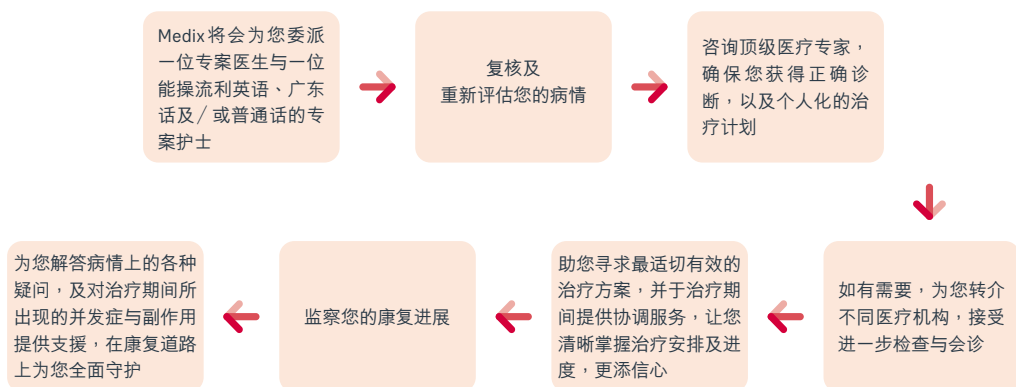 Medix将会为您委派
一位专案医生与一位
能操流利英语、广东
话及／或普通话的专
案护士
复核及
重新评估您的病情
咨询顶级医疗专家，
确保您获得正确诊
断，以及个人化的治
疗计划
如有需要，为您转介
不同医疗机构，接受
进一步检查与会诊
助您寻求最适切有效的
治疗方案，并于治疗期
间提供协调服务，让您
清晰掌握治疗安排及进
度，更添信心
监察您的康复进展
为您解答病情上的各种
疑问，及对治疗期间所
出现的并发症与副作用
提供支援，在康复道路
上为您全面守护